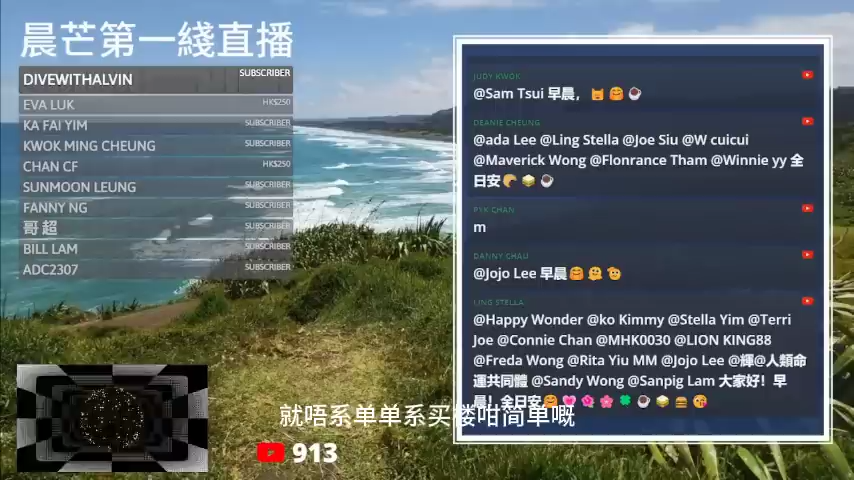 晨芒第一綫直播
DIVEWITHALVIN SUBSCRIBER
EVA LUK HK$250
KA FAI YIM SUBSCRIBER
KWOK MING CHEUNG SUBSCRIBER
CHAN CF HK$250
SUNMOON LEUNG SUBSCRIBER
FANNY NG SUBSCRIBER
哥 超 SUBSCRIBER
BILL LAM SUBSCRIBER
ADC2307 SUBSCRIBER
JUDY KWOK
@Sam Tsui 早晨，
DEANIE CHEUNG
@ada Lee @Ling Stella @Joe Siu @W cuicui
@Maverick Wong @Flonrance Tham @Winnie yy 全
日安
PYK CHAN
m
DANNY CHAU
@Jojo Lee 早晨
LING STELLA
@Happy Wonder @ko Kimmy @Stella Yim @Terri
Joe @Connie Chan @MHK0030 @LION KING88
@Freda Wong @Rita Yiu MM @Jojo Lee @輝@人類命
運共同體 @Sandy Wong @Sanpig Lam 大家好！早
晨！全日安
就唔系单单系买楼咁简单嘅
913